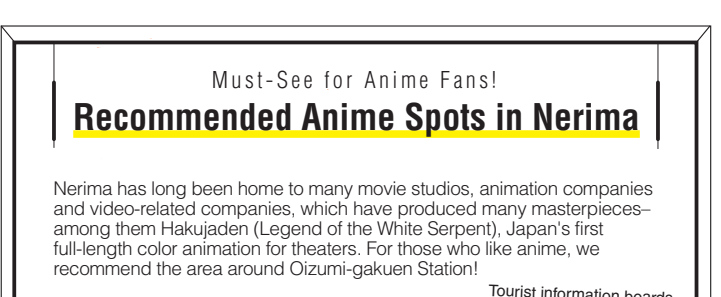 Must-See for Anime Fans!
Recommended Anime Spots in Nerima
Nerima has long been home to many movie studios, animation companies
and video-related companies, which have produced many masterpieces–
among them Hakujaden (Legend of the White Serpent), Japan's first
full-length color animation for theaters. For those who like anime, we
recommend the area around Oizumi-gakuen Station!
Tourist information boards